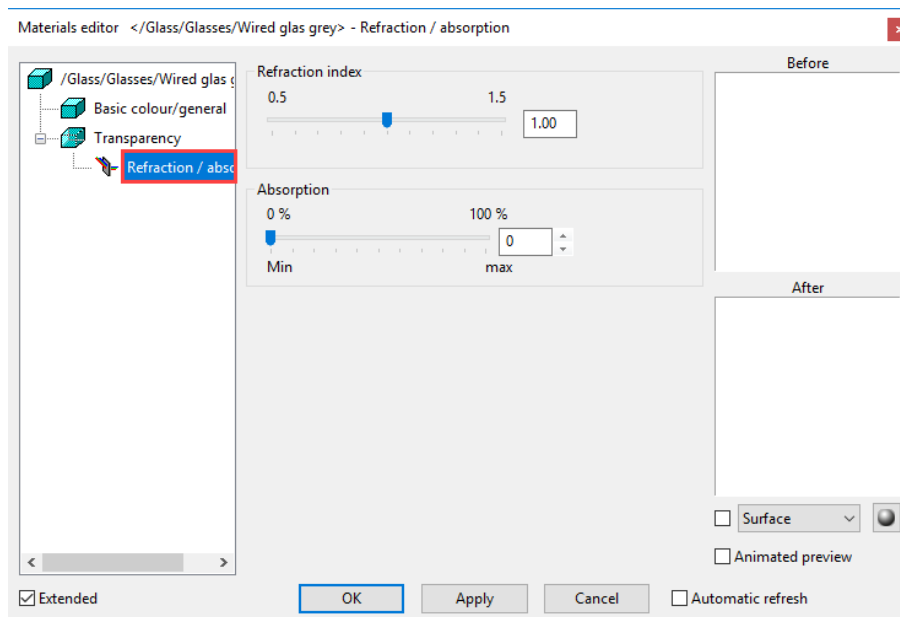 Materials editor </Glass/Glasses/Wired glas grey> - Refraction / absorption
/Glass/Glasses/Wired glas g
Basic colour/general
Transparency
Refraction / abso
Refraction index
0.5 1.5
1.00
Absorption
0 % 100 %
0
Min max
Before
After
Surface
Animated preview
Extended
OK
Apply
Cancel
Automatic refresh